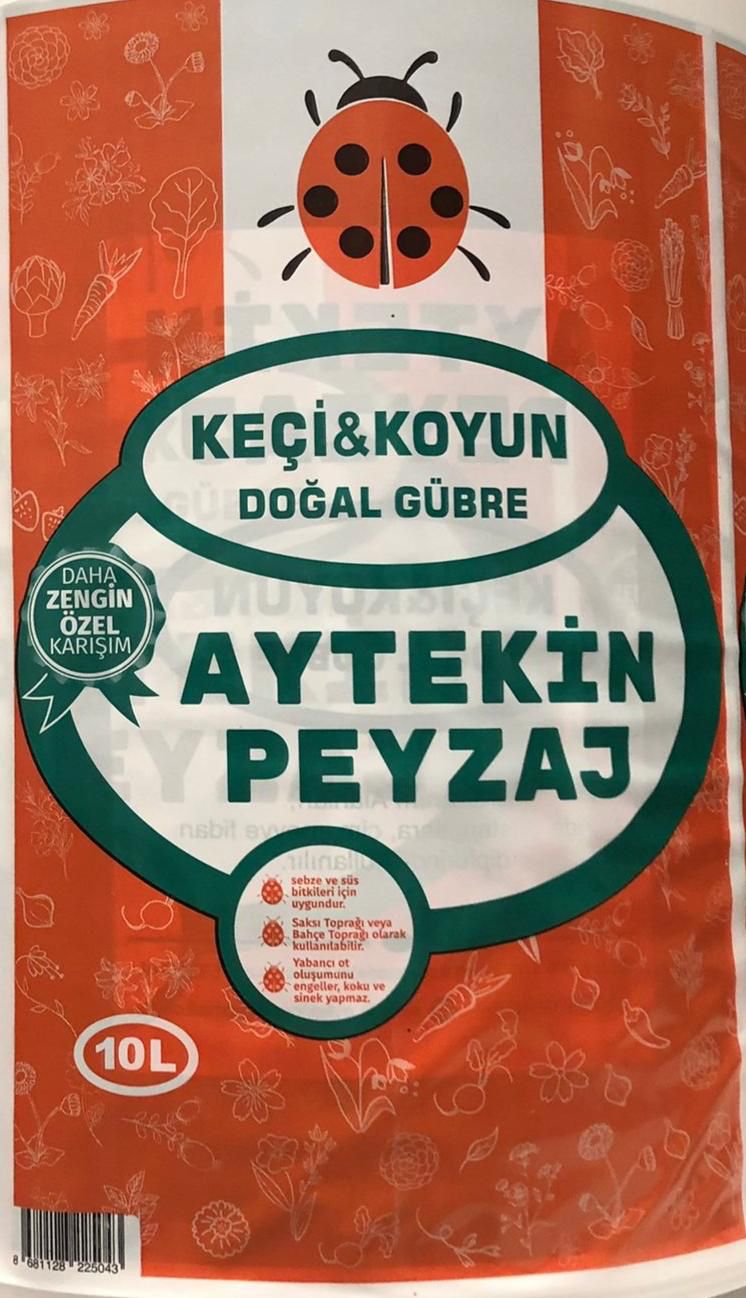 KEÇİ&KOYUN
DOĞAL GÜBRE
DAHA
ZENGİN
ÖZEL
KARIŞIM
AYTEKİN
PEYZAJ
sebze ve süs
bitkileri için
uygundur.
Saksı Toprağı veya
Bahçe Toprağı olarak
kullanılabilir.
Yabancı ot
oluşumunu
engeller, koku ve
sinek yapmaz.
10L
8 681128 225043